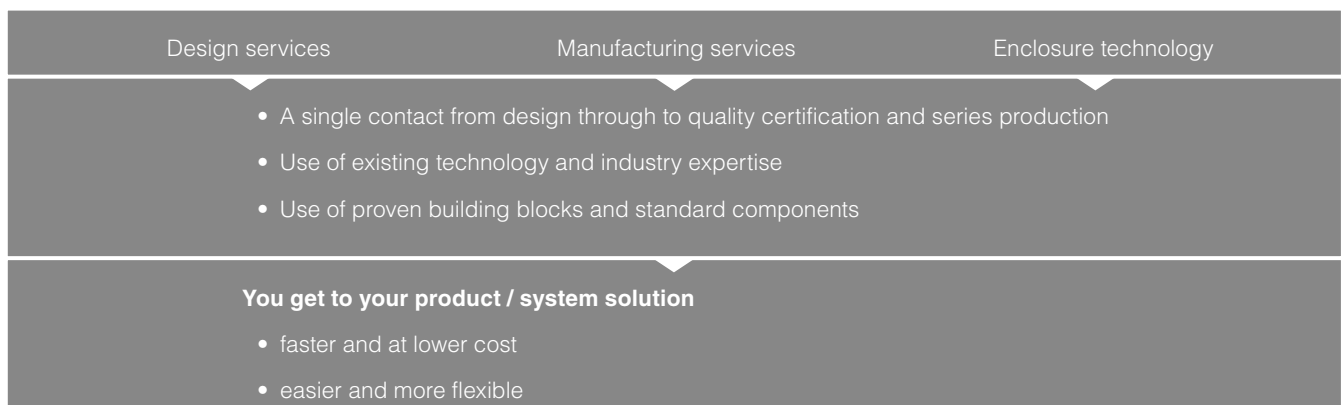 Design services Manufacturing services Enclosure technology
• A single contact from design through to quality certification and series production
• Use of existing technology and industry expertise
• Use of proven building blocks and standard components
You get to your product / system solution
• faster and at lower cost
• easier and more flexible